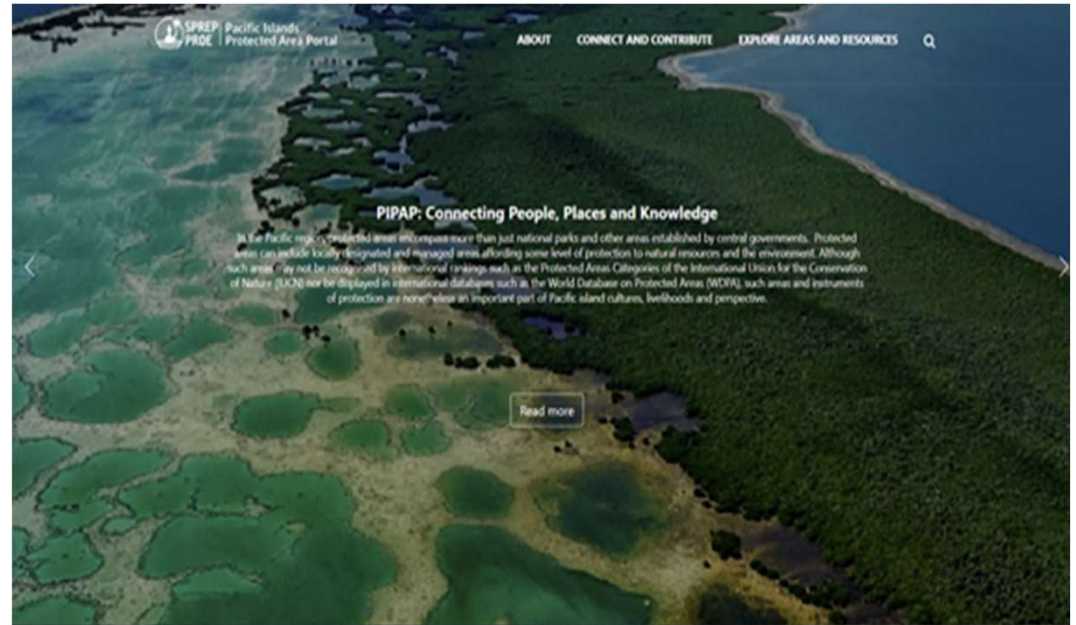 SPREP
PROE
Pacific Islands
Protected Area Portal
ABOUT
CONNECT AND CONTRIBUTE
EXPLORE AREAS AND RESOURCES
PIPAP: Connecting People, Places and Knowledge
In the Pacific region, protected areas encompass more than just national parks and other areas established by central governments. Protected
areas can include locally designated and managed areas affording some level of protection to natural resources and the environment. Although
such areas may not be recognised by international rankings such as the Protected Areas Categories of the International Union for the Conservation
of Nature (IUCN) nor be displayed in international databases such as the World Database on Protected Areas (WDPA), such areas and instruments
of protection are nonetheless an important part of Pacific island cultures, livelihoods and perspective.
Read more